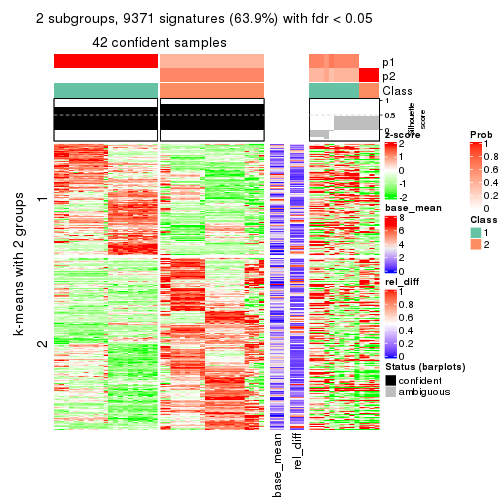 2 subgroups, 9371 signatures (63.9%) with fdr < 0.05
42 confident samples
p1
p2
Class
1
0.5
0
Silhouette
score
k-means with 2 groups
1
2
base_mean
rel_diff
z-score
2
1
0
-1
-2
base_mean
8
6
4
2
0
rel_diff
1
0.8
0.6
0.4
0.2
0
Status (barplots)
confident
ambiguous
Prob
1
0.8
0.6
0.4
0.2
0
Class
1
2